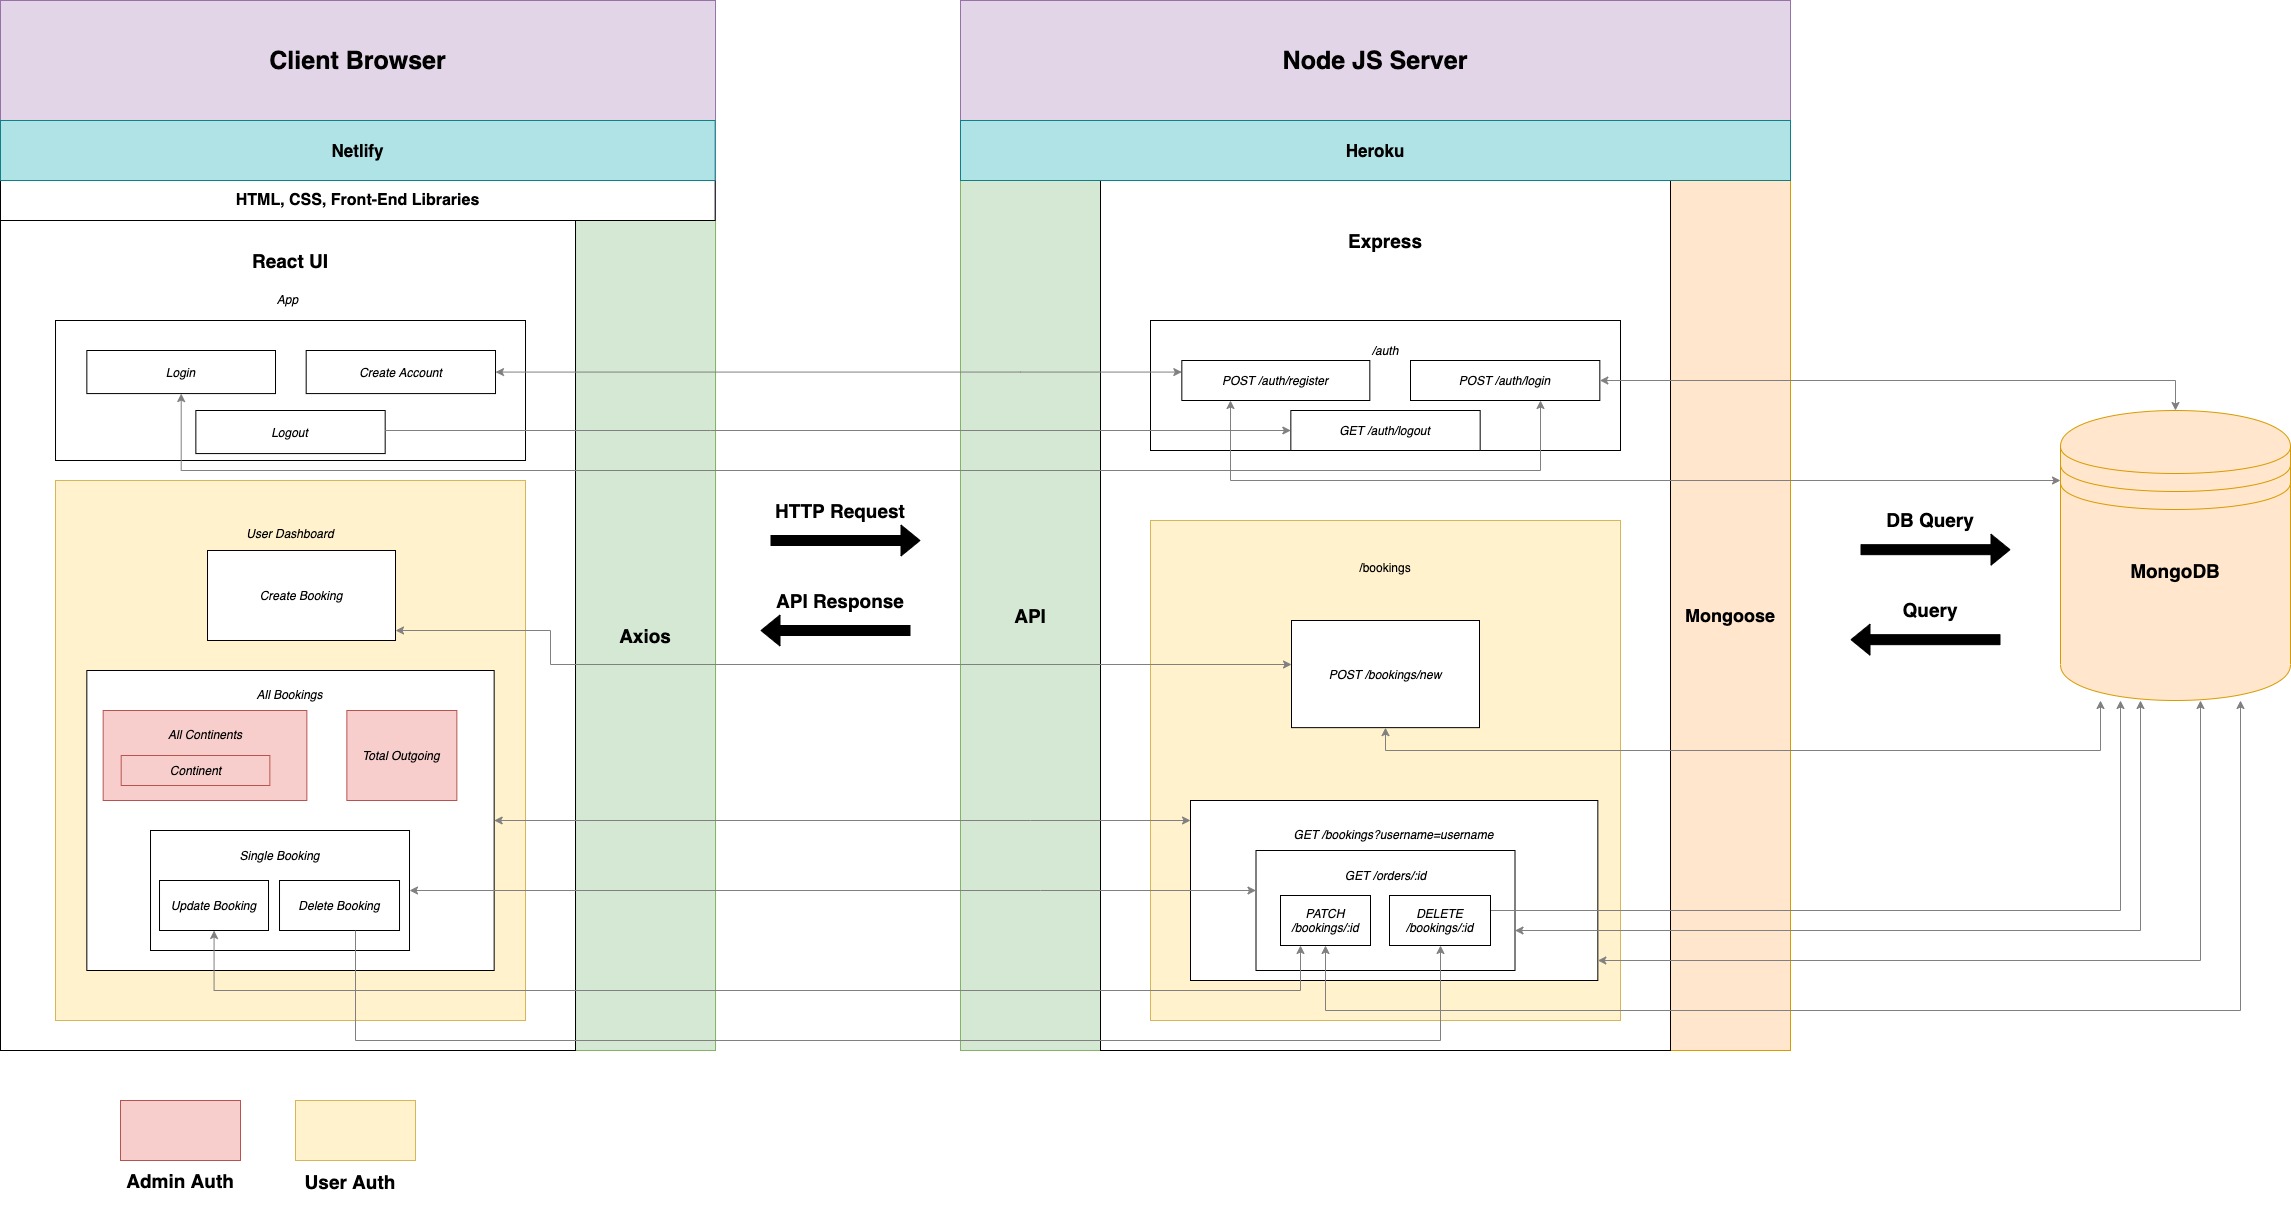 Client Browser
Netlify
HTML, CSS, Front-End Libraries
React UI
App
Login
Create Account
Logout
User Dashboard
Create Booking
All Bookings
All Continents
Continent
Total Outgoing
Single Booking
Update Booking
Delete Booking
Axios
HTTP Request
API Response
Node JS Server
Heroku
API
Express
/auth
POST /auth/register
POST /auth/login
GET /auth/logout
/bookings
POST /bookings/new
GET /bookings?username=username
GET /orders/:id
PATCH
/bookings/:id
DELETE
/bookings/:id
Mongoose
DB Query
Query
MongoDB
Admin Auth
User Auth